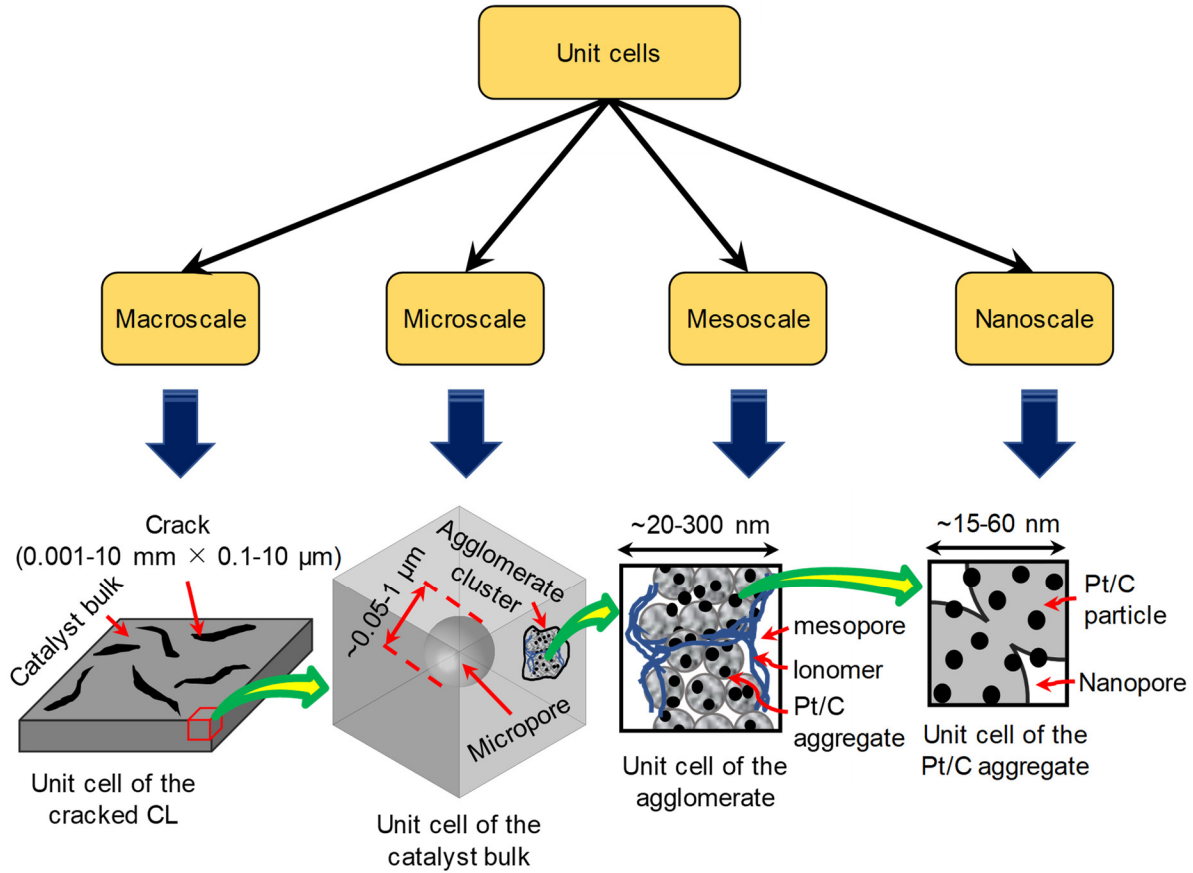 Unit cells
Macroscale
Microscale
Mesoscale
Nanoscale
Crack
(0.001-10 mm × 0.1-10 μm)
Catalyst bulk
Unit cell of the
cracked CL
~0.05-1 μm
Agglomerate
cluster
Micropore
Unit cell of the
catalyst bulk
~20-300 nm
mesopore
Ionomer
Pt/C
aggregate
Unit cell of the
agglomerate
~15-60 nm
Pt/C
particle
Nanopore
Unit cell of the
Pt/C aggregate